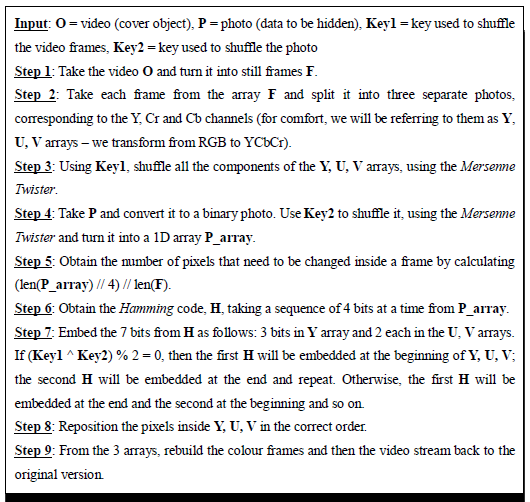 Input: O = video (cover object), P = photo (data to be hidden), Key1 = key used to shuffle
the video frames, Key2 = key used to shuffle the photo
Step 1: Take the video O and turn it into still frames F.
Step 2: Take each frame from the array F and split it into three separate photos,
corresponding to the Y, Cr and Cb channels (for comfort, we will be referring to them as Y,
U, V arrays – we transform from RGB to YCbCr).
Step 3: Using Key1, shuffle all the components of the Y, U, V arrays, using the Mersenne
Twister.
Step 4: Take P and convert it to a binary photo. Use Key2 to shuffle it, using the Mersenne
Twister and turn it into a 1D array P_array.
Step 5: Obtain the number of pixels that need to be changed inside a frame by calculating
(len(P_array) // 4) // len(F).
Step 6: Obtain the Hamming code, H, taking a sequence of 4 bits at a time from P_array.
Step 7: Embed the 7 bits from H as follows: 3 bits in Y array and 2 each in the U, V arrays.
If (Key1 ^ Key2) % 2 = 0, then the first H will be embedded at the beginning of Y, U, V;
the second H will be embedded at the end and repeat. Otherwise, the first H will be
embedded at the end and the second at the beginning and so on.
Step 8: Reposition the pixels inside Y, U, V in the correct order.
Step 9: From the 3 arrays, rebuild the colour frames and then the video stream back to the
original version.